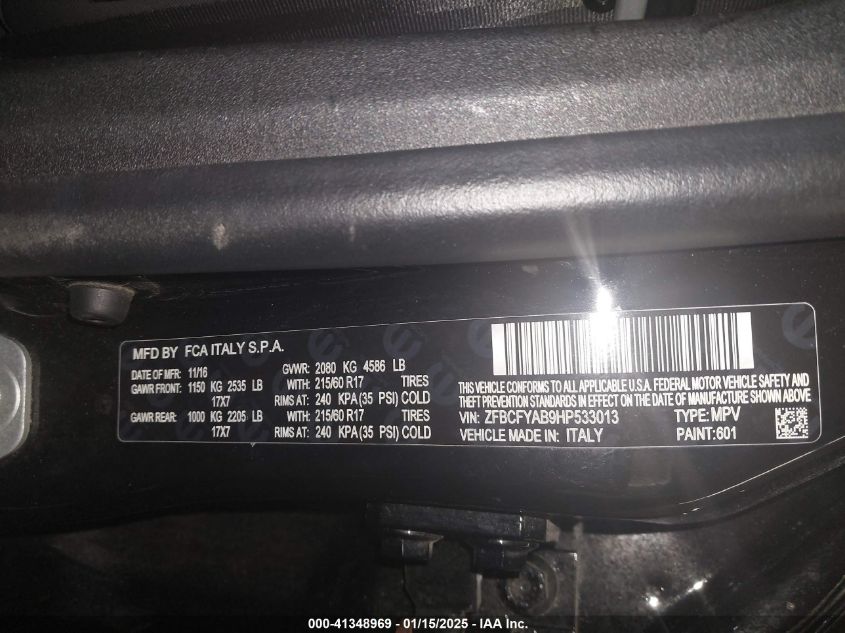 MFD BY FCA ITALY S.P.A.
DATE OF MFR: 11/16 GVWR: 2080 KG 4586 LB
GAWR FRONT: 1150 KG 2535 LB WITH: 215/60 R17 TIRES
17X7 RIMS AT: 240 KPA(35 PSI) COLD
GAWR REAR: 1000 KG 2205 LB WITH: 215/60 R17 TIRES
17X7 RIMS AT: 240 KPA(35 PSI) COLD
THIS VEHICLE CONFORMS TO ALL APPLICABLE U.S.A. FEDERAL MOTOR VEHICLE SAFETY AND
THEFT PREVENTION STANDARDS IN EFFECT ON THE DATE OF MANUFACTURE SHOWN ABOVE
VIN: ZFBCFYAB9HP533013 TYPE: MPV
VEHICLE MADE IN: ITALY PAINT:601
000-41348969 - 01/15/2025 - IAA Inc.